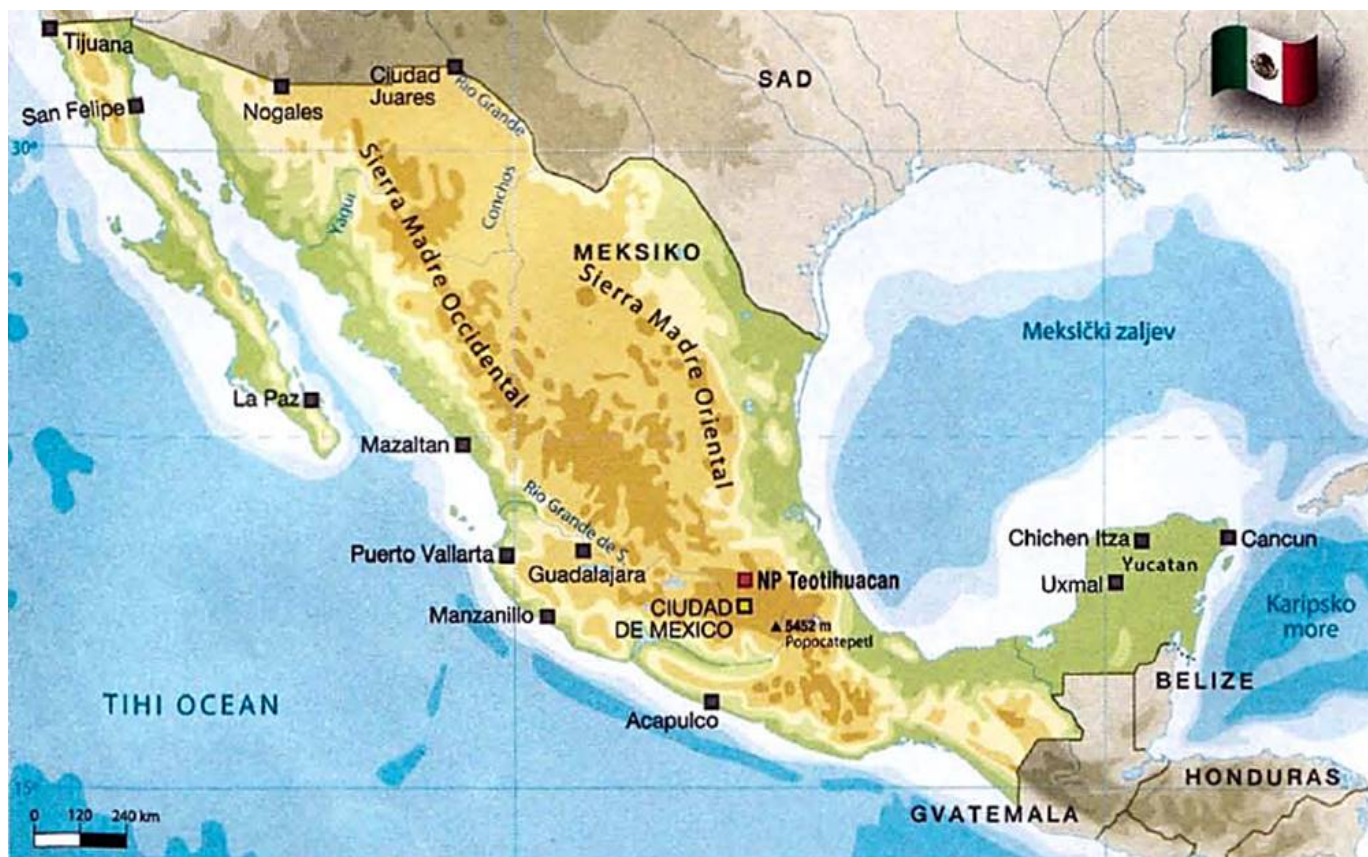 Tijuana
San Felipe
Nogales
Ciudad
Juares
Rio Grande
SAD
30°
Yagui
Conchos
Sierra Madre Occidental
MEKSIKO
Sierra Madre Oriental
Meksički zaljev
La Paz
Mazaltan
Rio Grande de S.
Puerto Vallarta
Guadalajara
NP Teotihuacan
Chichen Itza
Cancun
Yucatan
Uxmal
Manzanillo
CIUDAD
DE MEXICO
5452 m
Popocatepetl
Karipsko
more
TIHI OCEAN
Acapulco
BELIZE
HONDURAS
GVATEMALA
15°
0 120 240 km